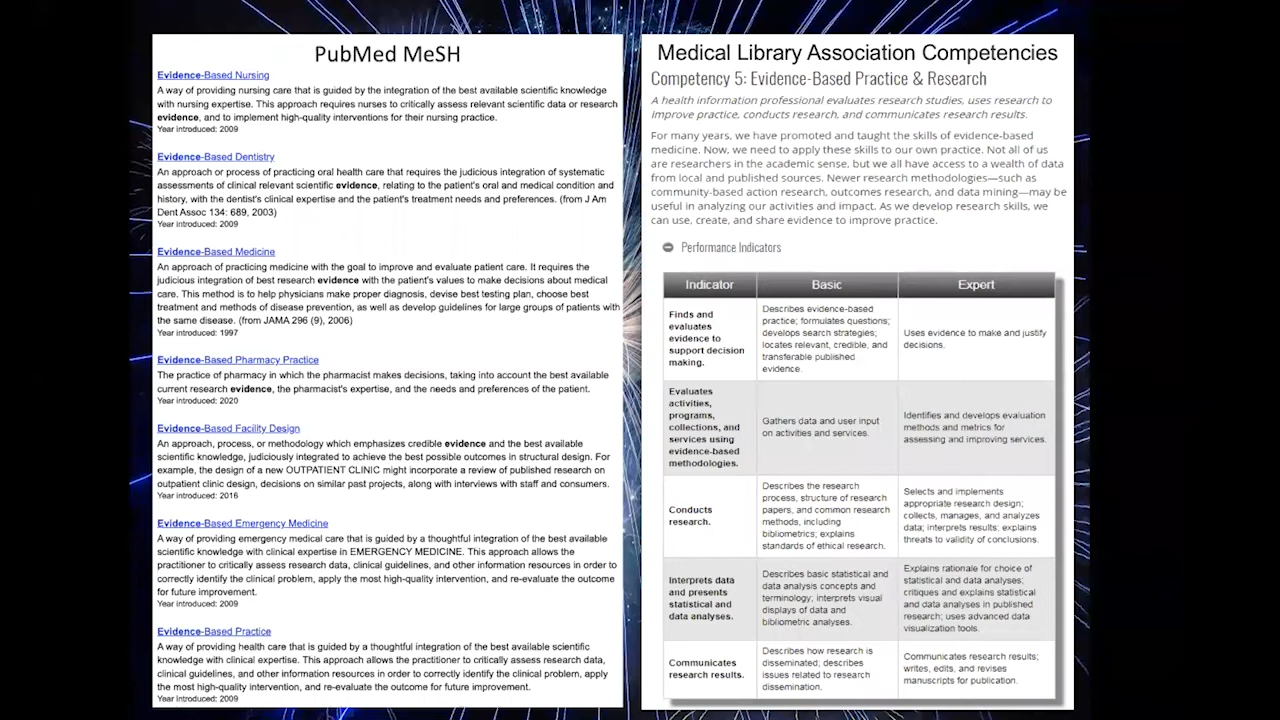 PubMed MeSH
Evidence-Based Nursing
A way of providing nursing care that is guided by the integration of the best available scientific knowledge
with nursing expertise. This approach requires nurses to critically assess relevant scientific data or research
evidence, and to implement high-quality interventions for their nursing practice.
Year introduced: 2009
Evidence-Based Dentistry
An approach or process of practicing oral health care that requires the judicious integration of systematic
assessments of clinical relevant scientific evidence, relating to the patient's oral and medical condition and
history, with the dentist's clinical expertise and the patient's treatment needs and preferences. (from J Am
Dent Assoc 134: 689, 2003)
Year introduced: 2009
Evidence-Based Medicine
An approach of practicing medicine with the goal to improve and evaluate patient care. It requires the
judicious integration of best research evidence with the patient's values to make decisions about medical
care. This method is to help physicians make proper diagnosis, devise best testing plan, choose best
treatment and methods of disease prevention, as well as develop guidelines for large groups of patients with
the same disease. (from JAMA 296 (9), 2006)
Year introduced: 1997
Evidence-Based Pharmacy Practice
The practice of pharmacy in which the pharmacist makes decisions, taking into account the best available
current research evidence, the pharmacist's expertise, and the needs and preferences of the patient.
Year introduced: 2020
Evidence-Based Facility Design
An approach, process, or methodology which emphasizes credible evidence and the best available
scientific knowledge, judiciously integrated to achieve the best possible outcomes in structural design. For
example, the design of a new OUTPATIENT CLINIC might incorporate a review of published research on
outpatient clinic design, decisions on similar past projects, along with interviews with staff and consumers.
Year introduced: 2016
Evidence-Based Emergency Medicine
A way of providing emergency medical care that is guided by a thoughtful integration of the best available
scientific knowledge with clinical expertise in EMERGENCY MEDICINE. This approach allows the
practitioner to critically assess research data, clinical guidelines, and other information resources in order to
correctly identify the clinical problem, apply the most high-quality intervention, and re-evaluate the outcome
for future improvement.
Year introduced: 2009
Evidence-Based Practice
A way of providing health care that is guided by a thoughtful integration of the best available scientific
knowledge with clinical expertise. This approach allows the practitioner to critically assess research data,
clinical guidelines, and other information resources in order to correctly identify the clinical problem, apply
the most high-quality intervention, and re-evaluate the outcome for future improvement.
Year introduced: 2009
Medical Library Association Competencies
Competency 5: Evidence-Based Practice & Research
A health information professional evaluates research studies, uses research to
improve practice, conducts research, and communicates research results.
For many years, we have promoted and taught the skills of evidence-based
medicine. Now, we need to apply these skills to our own practice. Not all of us
are researchers in the academic sense, but we all have access to a wealth of data
from local and published sources. Newer research methodologies—such as
community-based action research, outcomes research, and data mining—may be
useful in analyzing our activities and impact. As we develop research skills, we
can use, create, and share evidence to improve practice.
Performance Indicators
Indicator Basic Expert
Finds and
evaluates
evidence to
support decision
making.
Describes evidence-based
practice; formulates questions;
develops search strategies;
locates relevant, credible, and
transferable published
evidence.
Uses evidence to make and justify
decisions.
Evaluates
activities,
programs,
collections, and
services using
evidence-based
methodologies.
Gathers data and user input
on activities and services.
Identifies and develops evaluation
methods and metrics for
assessing and improving services.
Conducts
research.
Describes the research
process, structure of research
papers, and common research
methods, including
bibliometrics; explains
standards of ethical research.
Selects and implements
appropriate research design;
collects, manages, and analyzes
data; interprets results; explains
threats to validity of conclusions.
Interprets data
and presents
statistical and
data analyses.
Describes basic statistical and
data analysis concepts and
terminology; interprets visual
displays of data and
bibliometric analyses.
Explains rationale for choice of
statistical and data analyses;
critiques and explains statistical
and data analyses in published
research; uses advanced data
visualization tools.
Communicates
research results.
Describes how research is
disseminated; describes
issues related to research
dissemination.
Communicates research results;
writes, edits, and revises
manuscripts for publication.